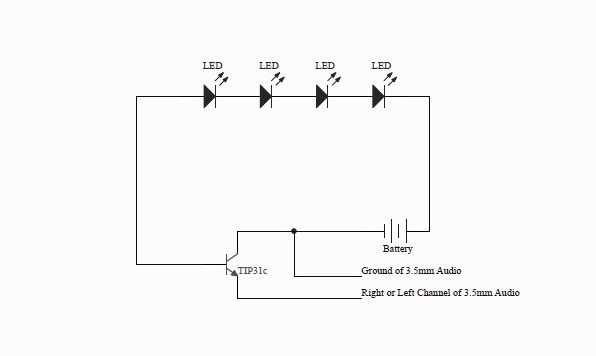 LED LED LED LED
Battery
TIP31c
Ground of 3.5mm Audio
Right or Left Channel of 3.5mm Audio